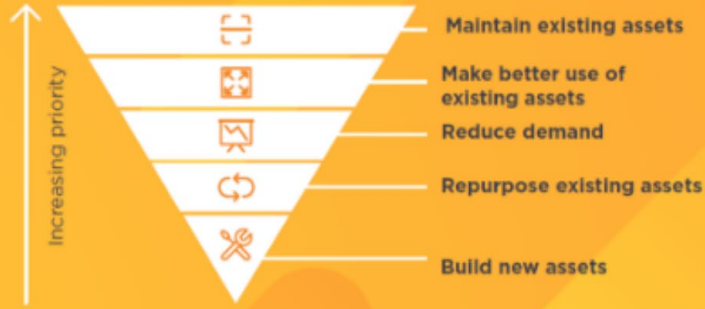 Increasing priority
Maintain existing assets
Make better use of
existing assets
Reduce demand
Repurpose existing assets
Build new assets